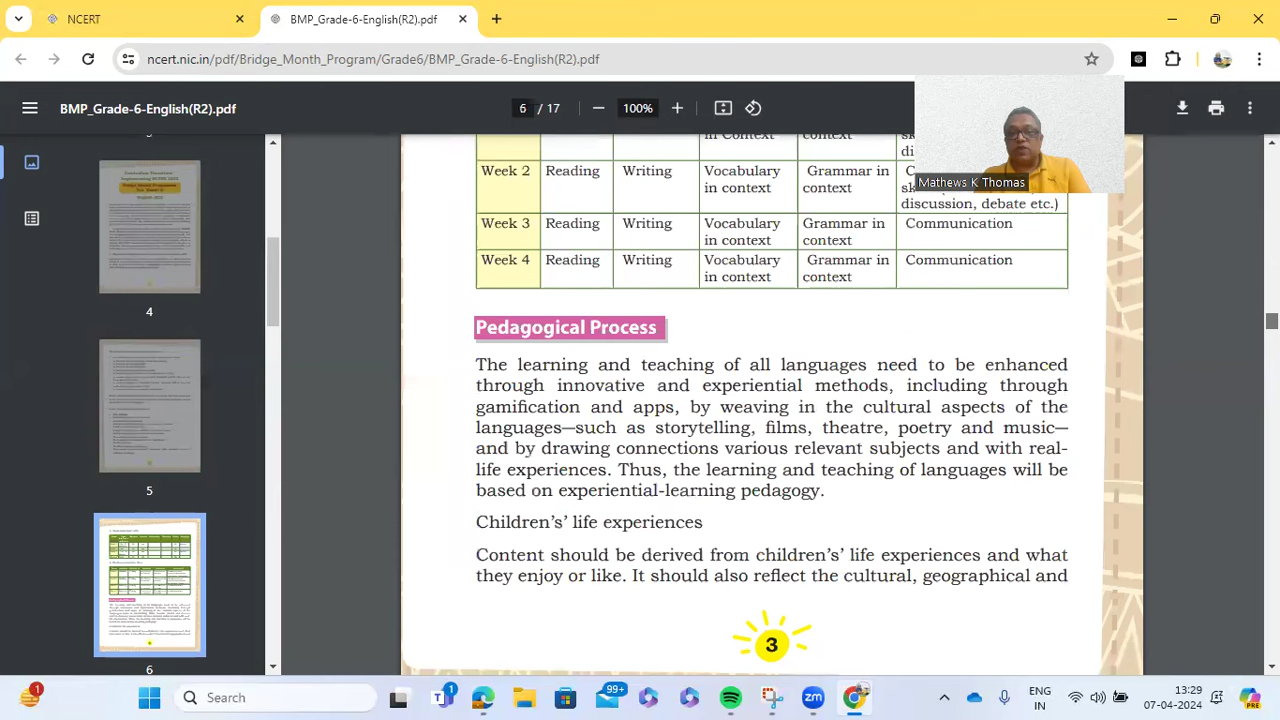 NCERT
BMP_Grade-6-English(R2).pdf
ncert.nic.in/pdf/Bridge_Month_Program/Grade6/BMP_Grade-6-English(R2).pdf
BMP_Grade-6-English(R2).pdf
6 / 17
100%
Mathews K Thomas
4
5
6
in Context
context
Week 2 Reading Writing Vocabulary Grammar in
in context context
discussion, debate etc.)
Week 3 Reading Writing Vocabulary Grammar in Communication
in context context
Week 4 Reading Writing Vocabulary Grammar in Communication
in context context
Pedagogical Process
The learning and teaching of all languages need to be enhanced
through innovative and experiential methods, including through
gamification and apps, by weaving in the cultural aspects of the
languages—such as storytelling, films, theatre, poetry and music—
and by drawing connections various relevant subjects and with real-
life experiences. Thus, the learning and teaching of languages will be
based on experiential-learning pedagogy.
Children's' life experiences
Content should be derived from children's' life experiences and what
they enjoy or like. It should also reflect the cultural, geographical and
3
1
Search
1
99+
zm
ENG
IN
13:29
07-04-2024
PRE